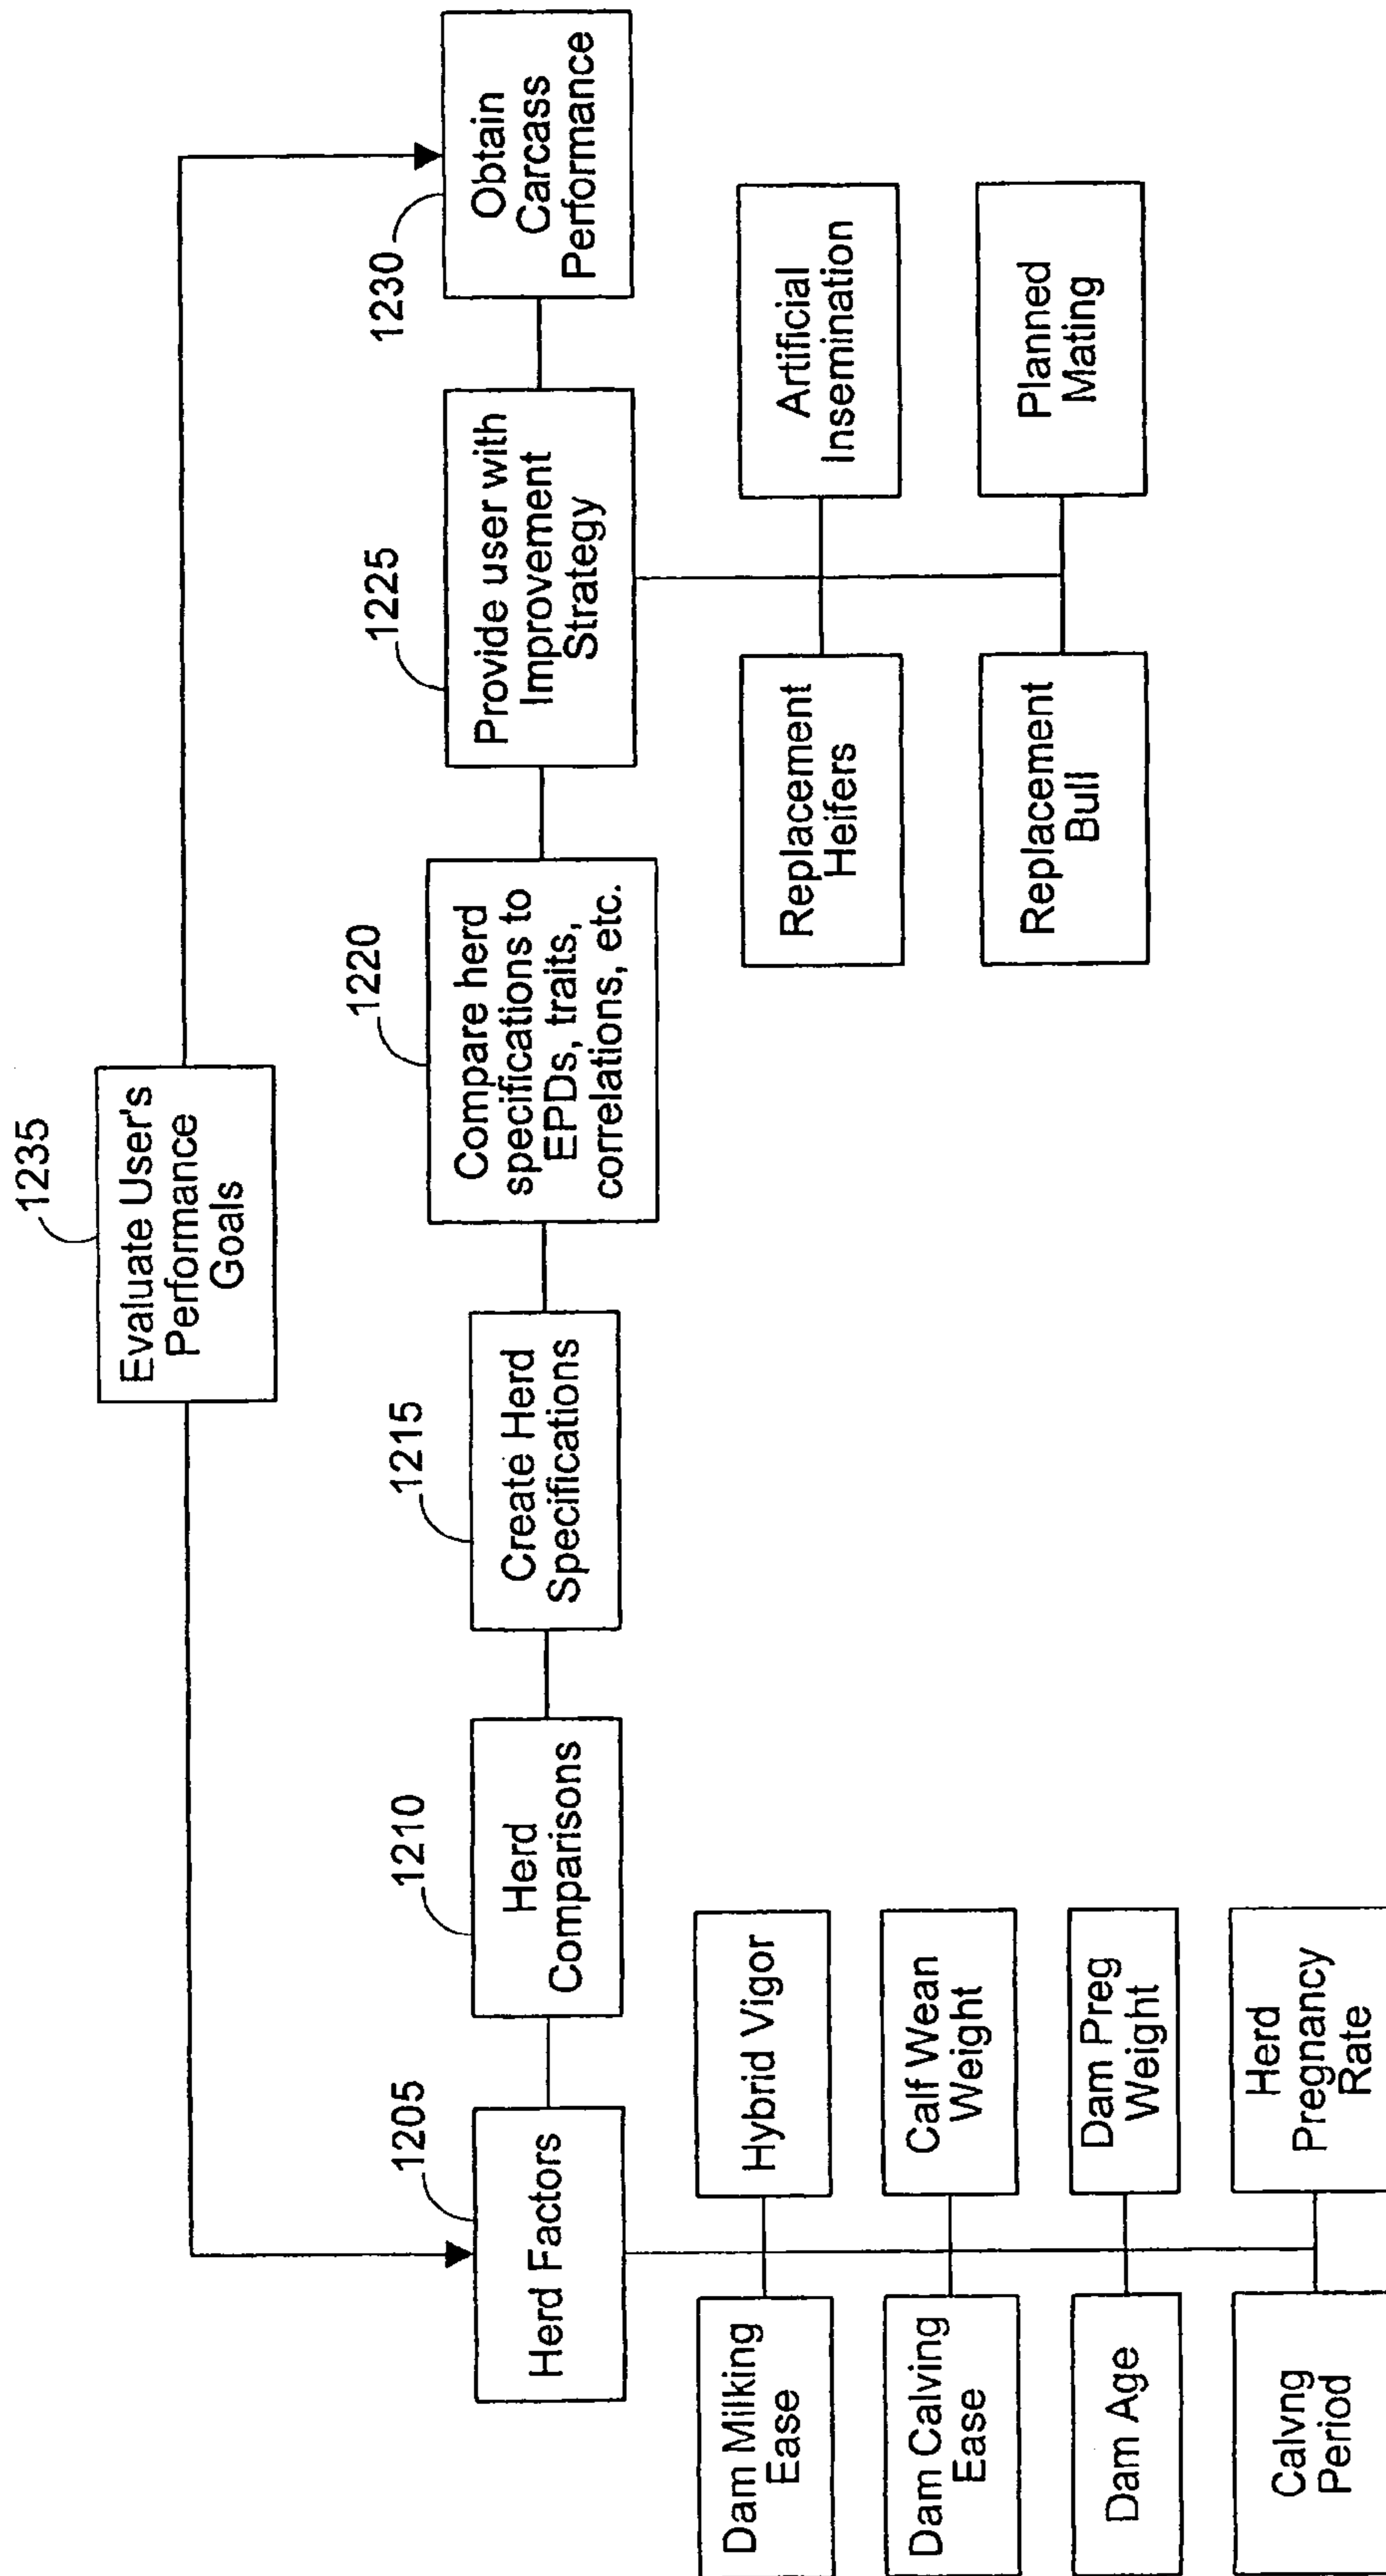 1235
Evaluate User's
Performance
Goals
1205
Herd Factors
1210
Herd
Comparisons
1215
Create Herd
Specifications
1220
Compare herd
specifications to
EPDs, traits,
correlations, etc.
1225
Provide user with
Improvement
Strategy
1230
Obtain
Carcass
Performance
Dam Milking
Ease
Hybrid Vigor
Dam Calving
Ease
Calf Wean
Weight
Dam Age
Dam Preg
Weight
Calvng
Period
Herd
Pregnancy
Rate
Replacement
Heifers
Artificial
Insemination
Replacement
Bull
Planned
Mating